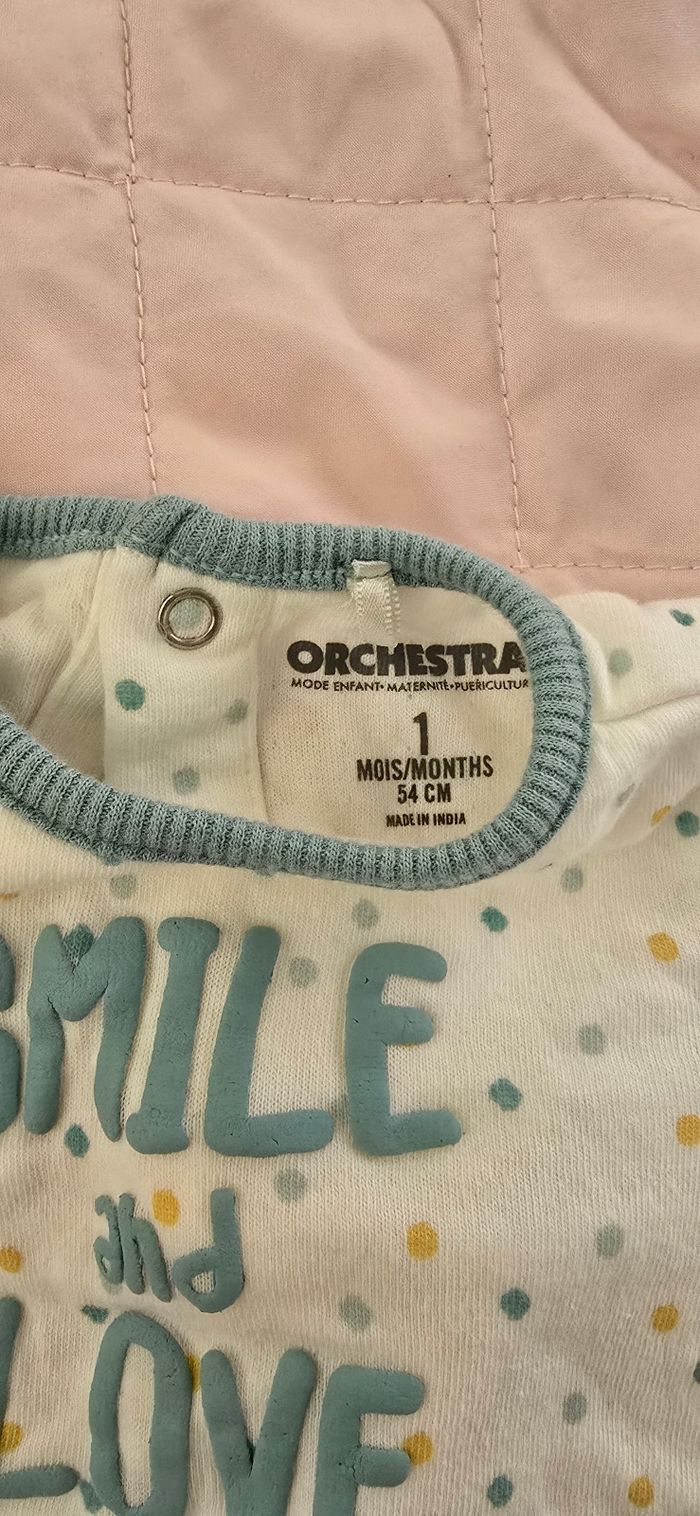 ORCHESTRA
MODE ENFANT•MATERNITÉ•PUERICULTUR
1
MOIS/MONTHS
54 CM
MADE IN INDIA
SMILE
and
LOVE